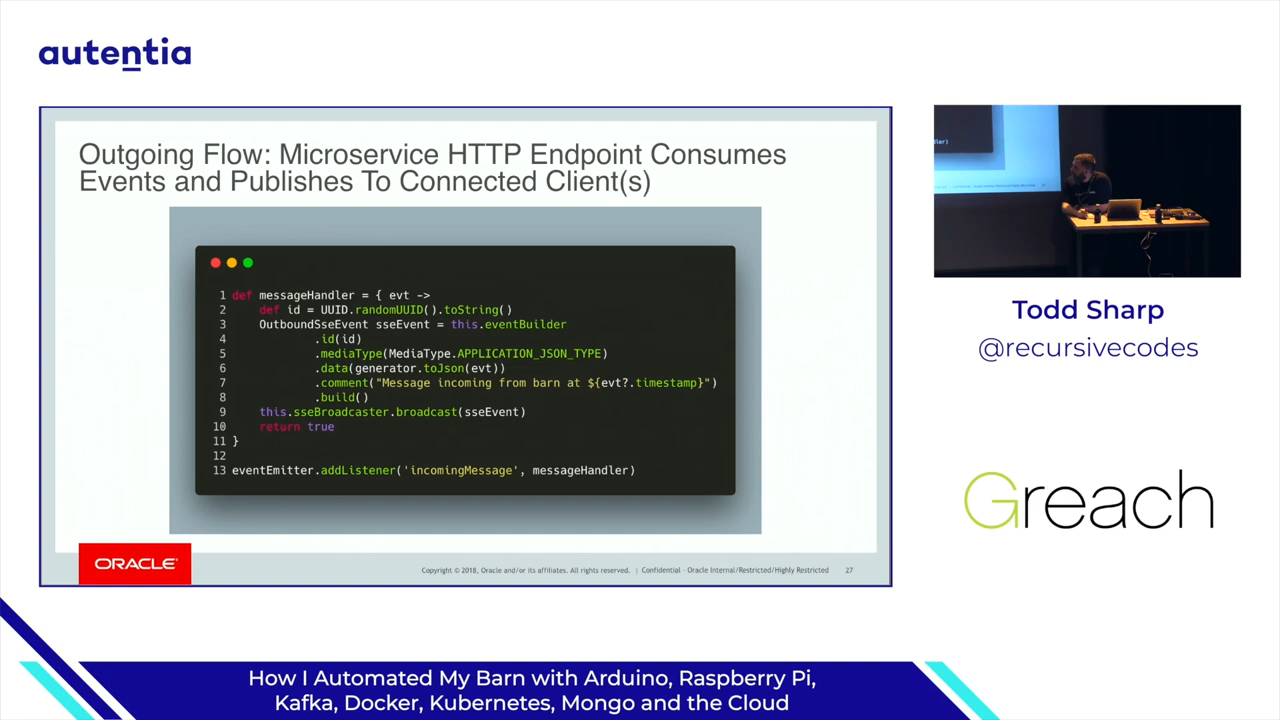 autentia
Outgoing Flow: Microservice HTTP Endpoint Consumes
Events and Publishes To Connected Client(s)
1 def messageHandler = { evt ->
2     def id = UUID.randomUUID().toString()
3     OutboundSseEvent sseEvent = this.eventBuilder
4             .id(id)
5             .mediaType(MediaType.APPLICATION_JSON_TYPE)
6             .data(generator.toJson(evt))
7             .comment("Message incoming from barn at ${evt?.timestamp}")
8             .build()
9     this.sseBroadcaster.broadcast(sseEvent)
10     return true
11 }
12
13 eventEmitter.addListener('incomingMessage', messageHandler)
ORACLE
Copyright © 2018, Oracle and/or its affiliates. All rights reserved. | Confidential - Oracle Internal/Restricted/Highly Restricted 27
Todd Sharp
@recursivecodes
Greach
How I Automated My Barn with Arduino, Raspberry Pi,
Kafka, Docker, Kubernetes, Mongo and the Cloud